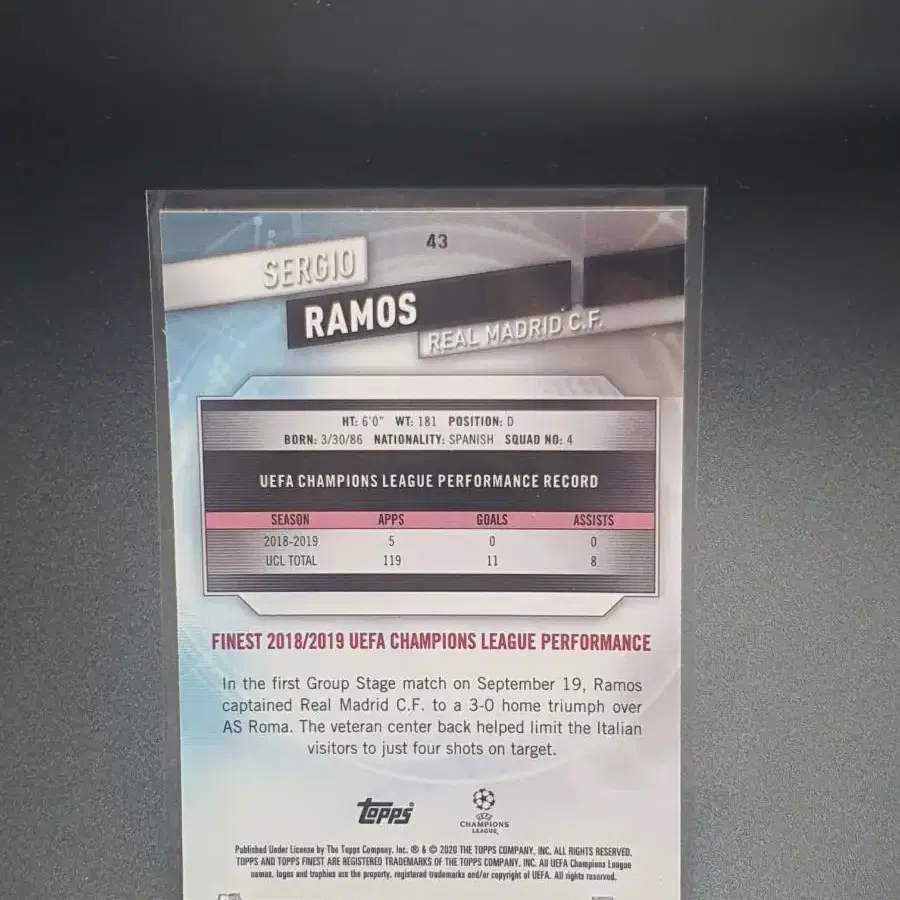 43
SERGIO
RAMOS
REAL MADRID C.F.
HT: 6'0" WT: 181 POSITION: D
BORN: 3/30/86 NATIONALITY: SPANISH SQUAD NO: 4
UEFA CHAMPIONS LEAGUE PERFORMANCE RECORD
SEASON APPS GOALS ASSISTS
2018-2019 5 0 0
UCL TOTAL 119 11 8
FINEST 2018/2019 UEFA CHAMPIONS LEAGUE PERFORMANCE
In the first Group Stage match on September 19, Ramos
captained Real Madrid C.F. to a 3-0 home triumph over
AS Roma. The veteran center back helped limit the Italian
visitors to just four shots on target.
topps
UEFA
CHAMPIONS
LEAGUE
Published Under License by The Topps Company, Inc. ® & © 2020 THE TOPPS COMPANY, INC. ALL RIGHTS RESERVED.
TOPPS AND TOPPS FINEST ARE REGISTERED TRADEMARKS OF THE TOPPS COMPANY, INC. All UEFA Champions League
names, logos and trophies are the property, registered trademarks and/or copyright of UEFA. All rights reserved.